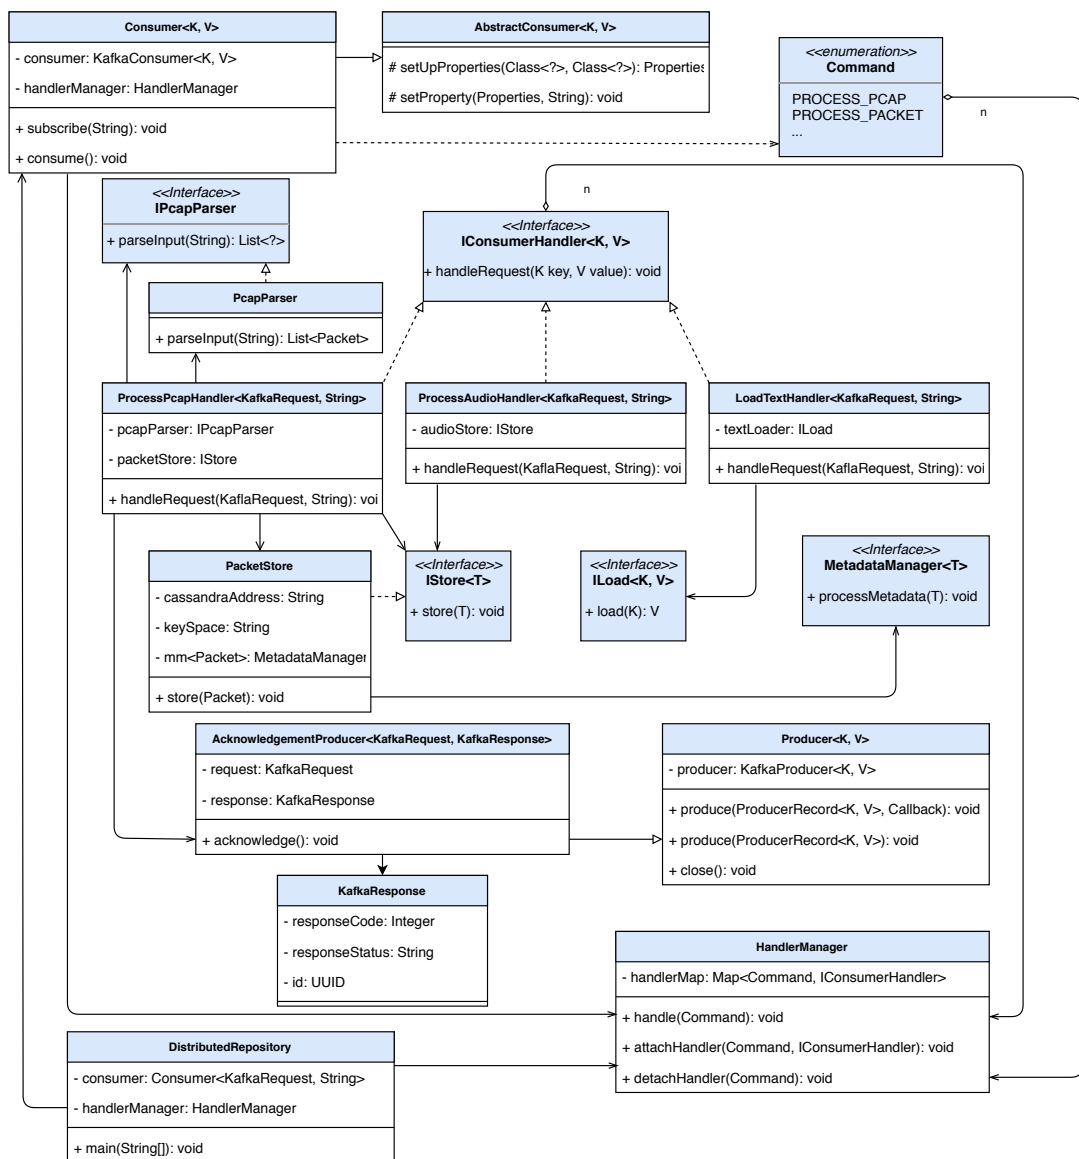 Consumer<K, V>
- consumer: KafkaConsumer<K, V>
- handlerManager: HandlerManager
+ subscribe(String): void
+ consume(): void
AbstractConsumer<K, V>
# setUpProperties(Class<?>, Class<?>): Properties
# setProperty(Properties, String): void
<<enumeration>>
Command
PROCESS_PCAP
PROCESS_PACKET
...
n
<<Interface>>
IPcapParser
+ parseInput(String): List<?>
n
<<Interface>>
IConsumerHandler<K, V>
+ handleRequest(K key, V value): void
PcapParser
+ parseInput(String): List<Packet>
ProcessPcapHandler<KafkaRequest, String>
- pcapParser: IPcapParser
- packetStore: IStore
+ handleRequest(KaflaRequest, String): voi
ProcessAudioHandler<KafkaRequest, String>
- audioStore: IStore
+ handleRequest(KaflaRequest, String): voi
LoadTextHandler<KafkaRequest, String>
- textLoader: ILoad
+ handleRequest(KaflaRequest, String): voi
PacketStore
- cassandraAddress: String
- keySpace: String
- mm<Packet>: MetadataManager
+ store(Packet): void
<<Interface>>
IStore<T>
+ store(T): void
<<Interface>>
ILoad<K, V>
+ load(K): V
<<Interface>>
MetadataManager<T>
+ processMetadata(T): void
AcknowledgementProducer<KafkaRequest, KafkaResponse>
- request: KafkaRequest
- response: KafkaResponse
+ acknowledge(): void
Producer<K, V>
- producer: KafkaProducer<K, V>
+ produce(ProducerRecord<K, V>, Callback): void
+ produce(ProducerRecord<K, V>): void
+ close(): void
KafkaResponse
- responseCode: Integer
- responseStatus: String
- id: UUID
HandlerManager
- handlerMap: Map<Command, IConsumerHandler>
+ handle(Command): void
+ attachHandler(Command, IConsumerHandler): void
+ detachHandler(Command): void
DistributedRepository
- consumer: Consumer<KafkaRequest, String>
- handlerManager: HandlerManager
+ main(String[]): void